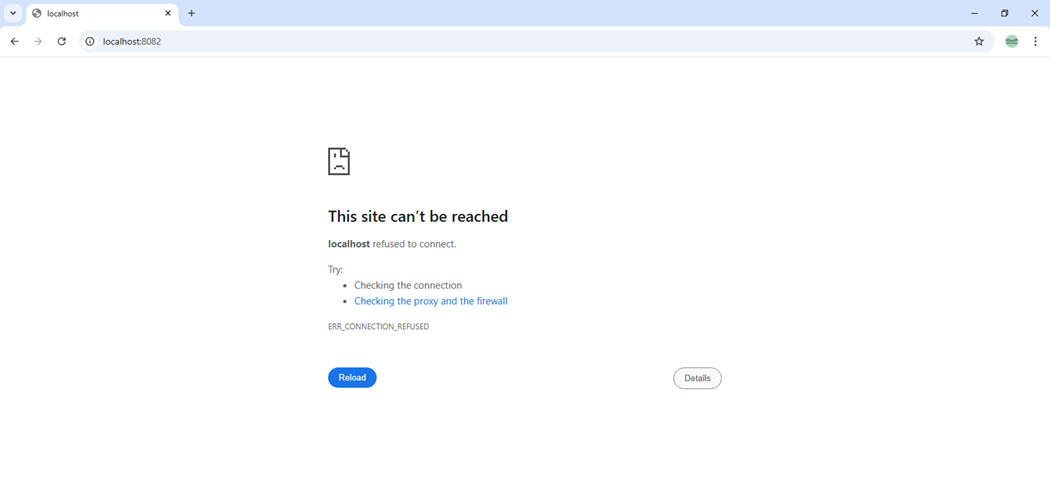 localhost
localhost:8082
This site can’t be reached
localhost refused to connect.
Try:
• Checking the connection
• Checking the proxy and the firewall
ERR_CONNECTION_REFUSED
Reload
Details